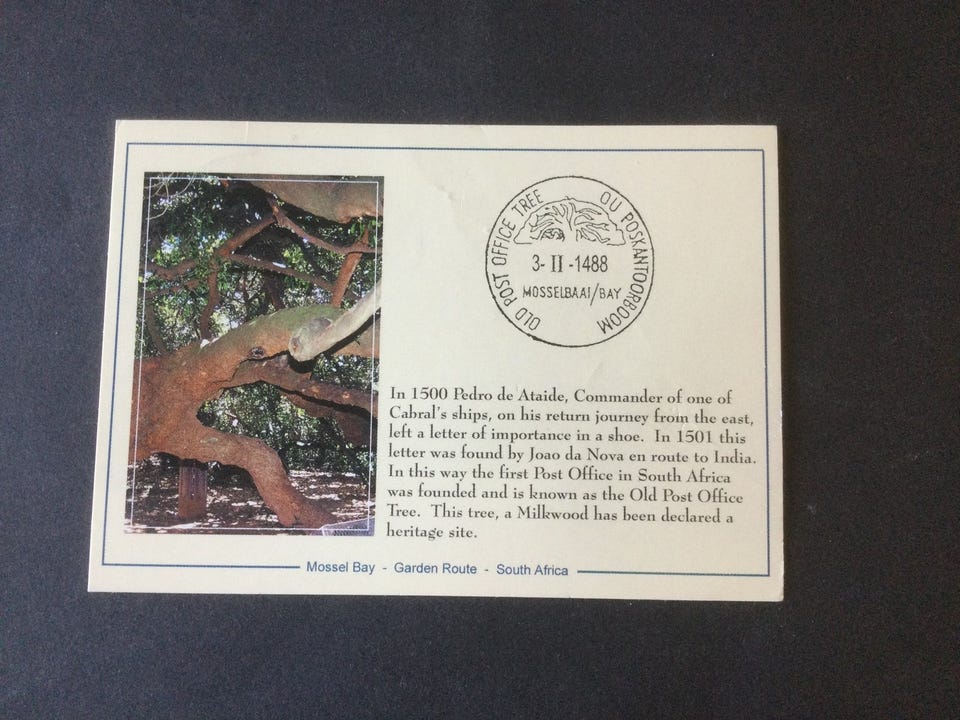 OLD POST OFFICE TREE
OU POSKANTOORBOOM
3-II-1488
MOSSELBAAI/BAY
In 1500 Pedro de Ataide, Commander of one of
Cabral's ships, on his return journey from the east,
left a letter of importance in a shoe. In 1501 this
letter was found by Joao da Nova en route to India.
In this way the first Post Office in South Africa
was founded and is known as the Old Post Office
Tree. This tree, a Milkwood has been declared a
heritage site.
Mossel Bay - Garden Route - South Africa